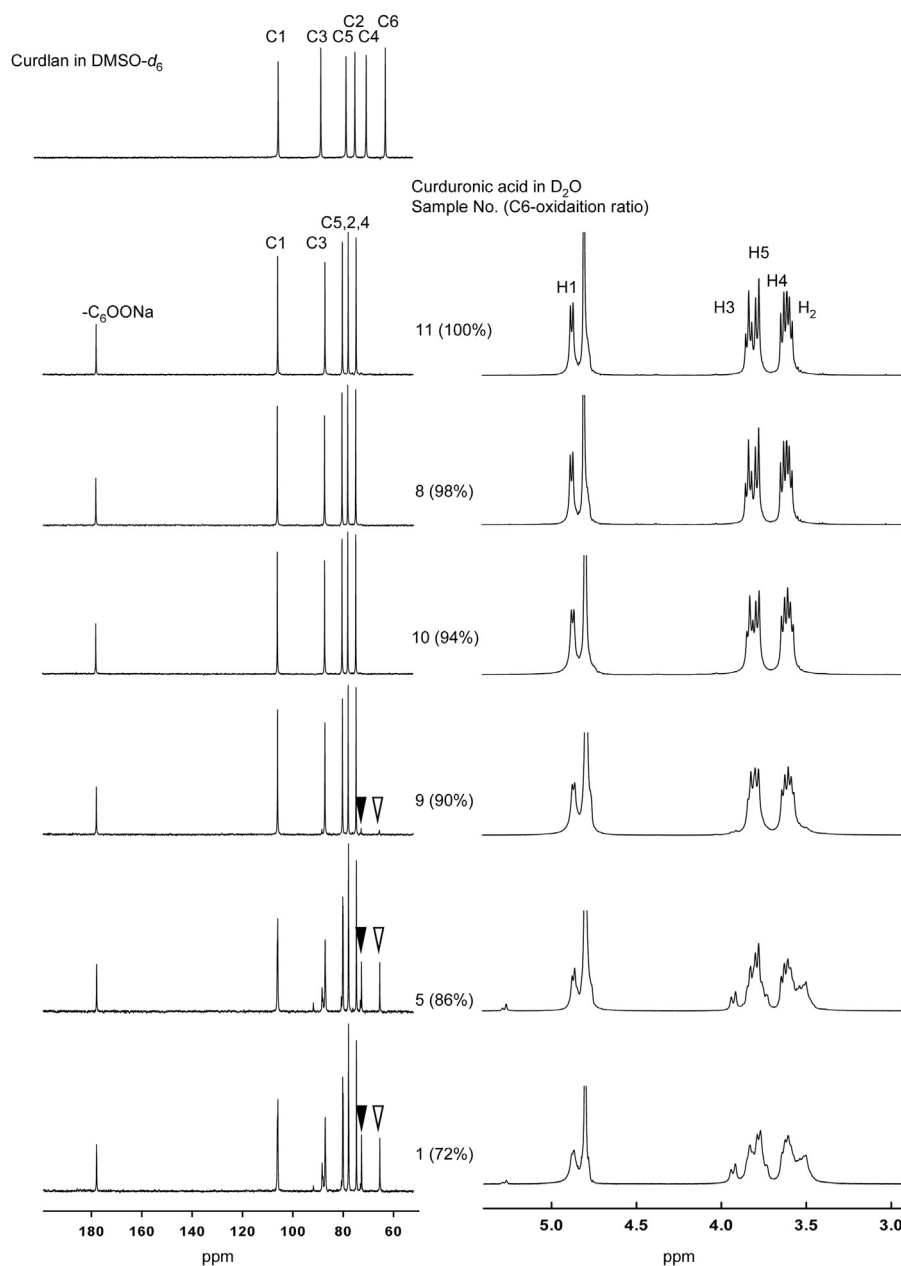 C2 C6
C1 C3 C5 C4
Curdlan in DMSO-d6
Curduronic acid in D2O
Sample No. (C6-oxidaition ratio)
C5,2,4
C1 C3
-C6OONa
H5
H1 H4
H3 H2
11 (100%)
8 (98%)
10 (94%)
9 (90%)
5 (86%)
1 (72%)
180 160 140 120 100 80 60
5.0 4.5 4.0 3.5 3.0
ppm ppm